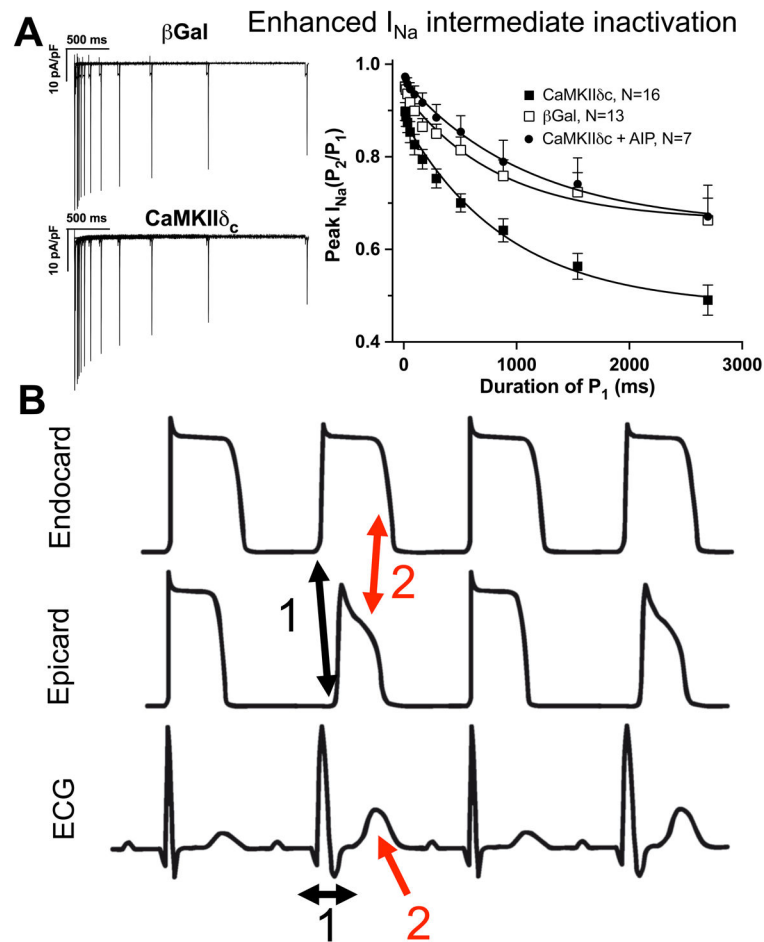 A
Enhanced I_Na intermediate inactivation
500 ms
βGal
10 pA/pF
500 ms
CaMKIIδc
10 pA/pF
Peak I_Na(P₂/P₁)
1.0
0.8
0.6
0.4
CaMKIIδc, N=16
βGal, N=13
CaMKIIδc + AIP, N=7
0
1000
2000
3000
Duration of P₁ (ms)
B
Endocard
1
2
Epicard
ECG
1
2